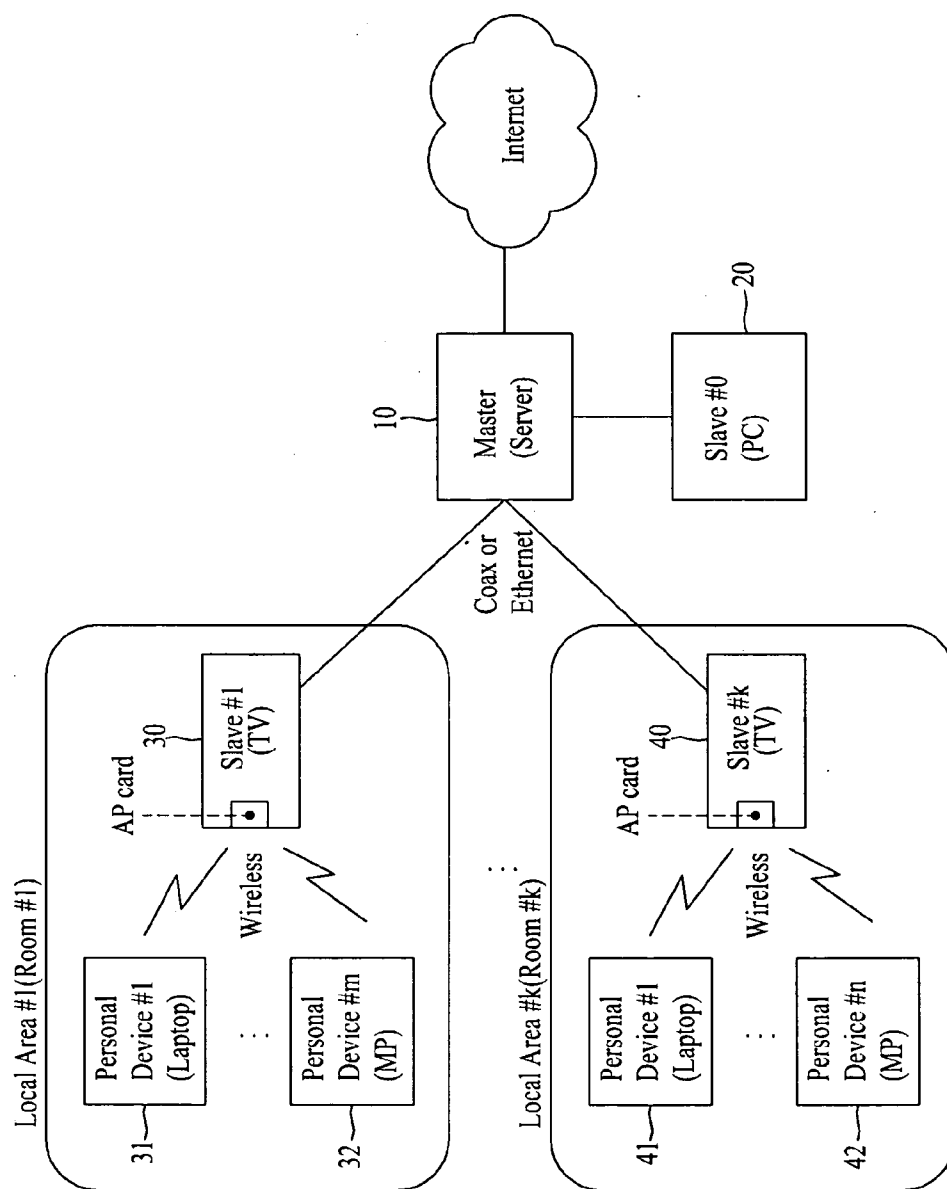 Local Area #1(Room #1)
31
Personal
Device #1
(Laptop)
32
Personal
Device #m
(MP)
Wireless
AP card
30
Slave #1
(TV)
Local Area #k(Room #k)
41
Personal
Device #1
(Laptop)
42
Personal
Device #n
(MP)
Wireless
AP card
40
Slave #k
(TV)
Coax or
Ethernet
10
Master
(Server)
20
Slave #0
(PC)
Internet